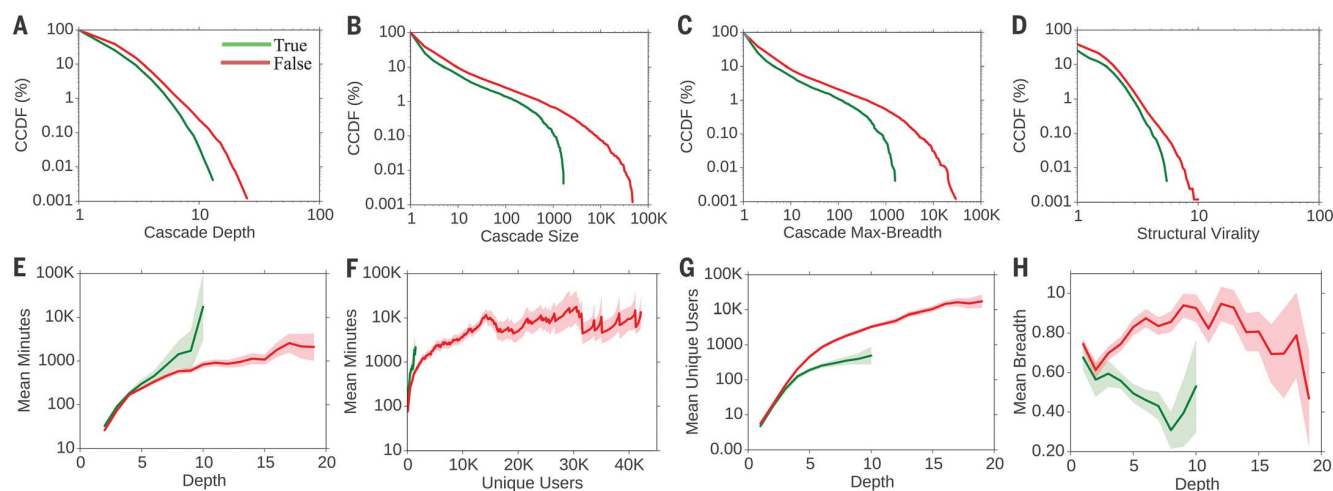 A
CCDF (%)
100
10
1
0.10
0.01
0.001
True
False
1
10
100
Cascade Depth
B
CCDF (%)
100
10
1
0.10
0.01
0.001
1
10
100
1000
10K
100K
Cascade Size
C
CCDF (%)
100
10
1
0.10
0.01
0.001
1
10
100
1000
10K
100K
Cascade Max-Breadth
D
CCDF (%)
100
10
1
0.10
0.01
0.001
1
10
100
Structural Virality
E
Mean Minutes
100K
10K
1000
100
10
0
5
10
15
20
Depth
F
Mean Minutes
100K
10K
1000
100
10
0
10K
20K
30K
40K
Unique Users
G
Mean Unique Users
100K
10K
1000
100
10
0.00
0
5
10
15
20
Depth
H
Mean Breadth
10
0.80
0.60
0.40
0.20
0
5
10
15
20
Depth